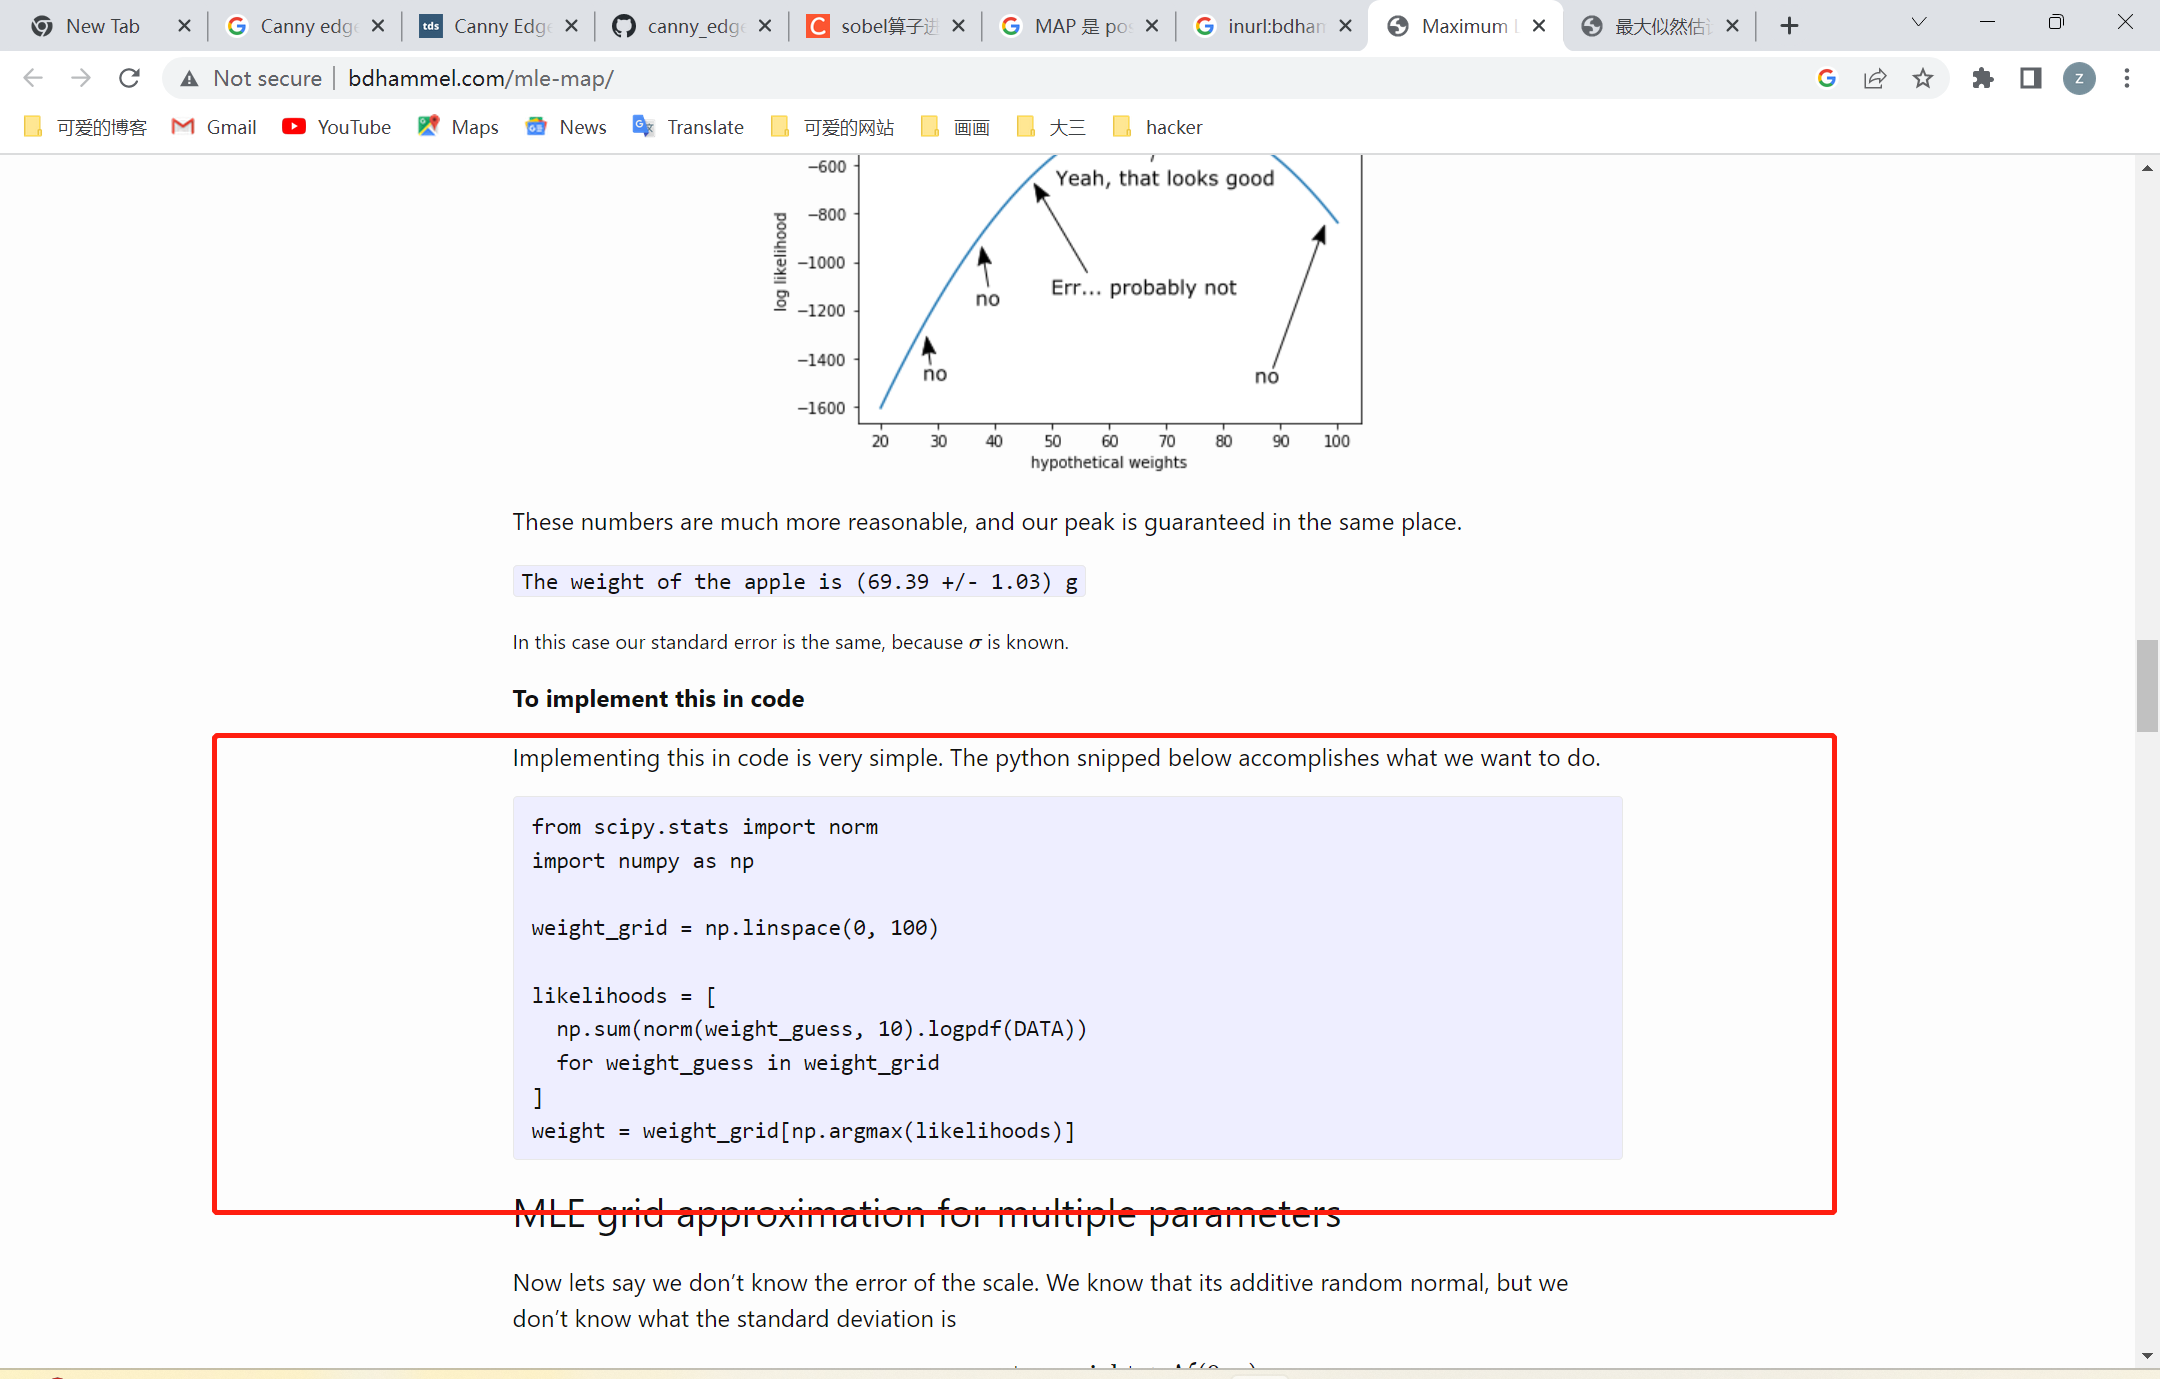 New Tab
Canny edge
Canny Edg
canny_edge
sobel算子进
MAP 是 pos
inurl:bdham
Maximum L
最大似然估计
Not secure
bdhammel.com/mle-map/
可爱的博客
Gmail
YouTube
Maps
News
Translate
可爱的网站
画画
大三
hacker
tds
z
−600
Yeah, that looks good
−800
log likelihood
−1000
no
Err... probably not
−1200
−1400
no
no
−1600
20 30 40 50 60 70 80 90 100
hypothetical weights
These numbers are much more reasonable, and our peak is guaranteed in the same place.
The weight of the apple is (69.39 +/- 1.03) g
In this case our standard error is the same, because σ is known.
To implement this in code
Implementing this in code is very simple. The python snipped below accomplishes what we want to do.
from scipy.stats import norm
import numpy as np
weight_grid = np.linspace(0, 100)
likelihoods = [
np.sum(norm(weight_guess, 10).logpdf(DATA))
for weight_guess in weight_grid
]
weight = weight_grid[np.argmax(likelihoods)]
MLE grid approximation for multiple parameters
Now lets say we don’t know the error of the scale. We know that its additive random normal, but we
don’t know what the standard deviation is